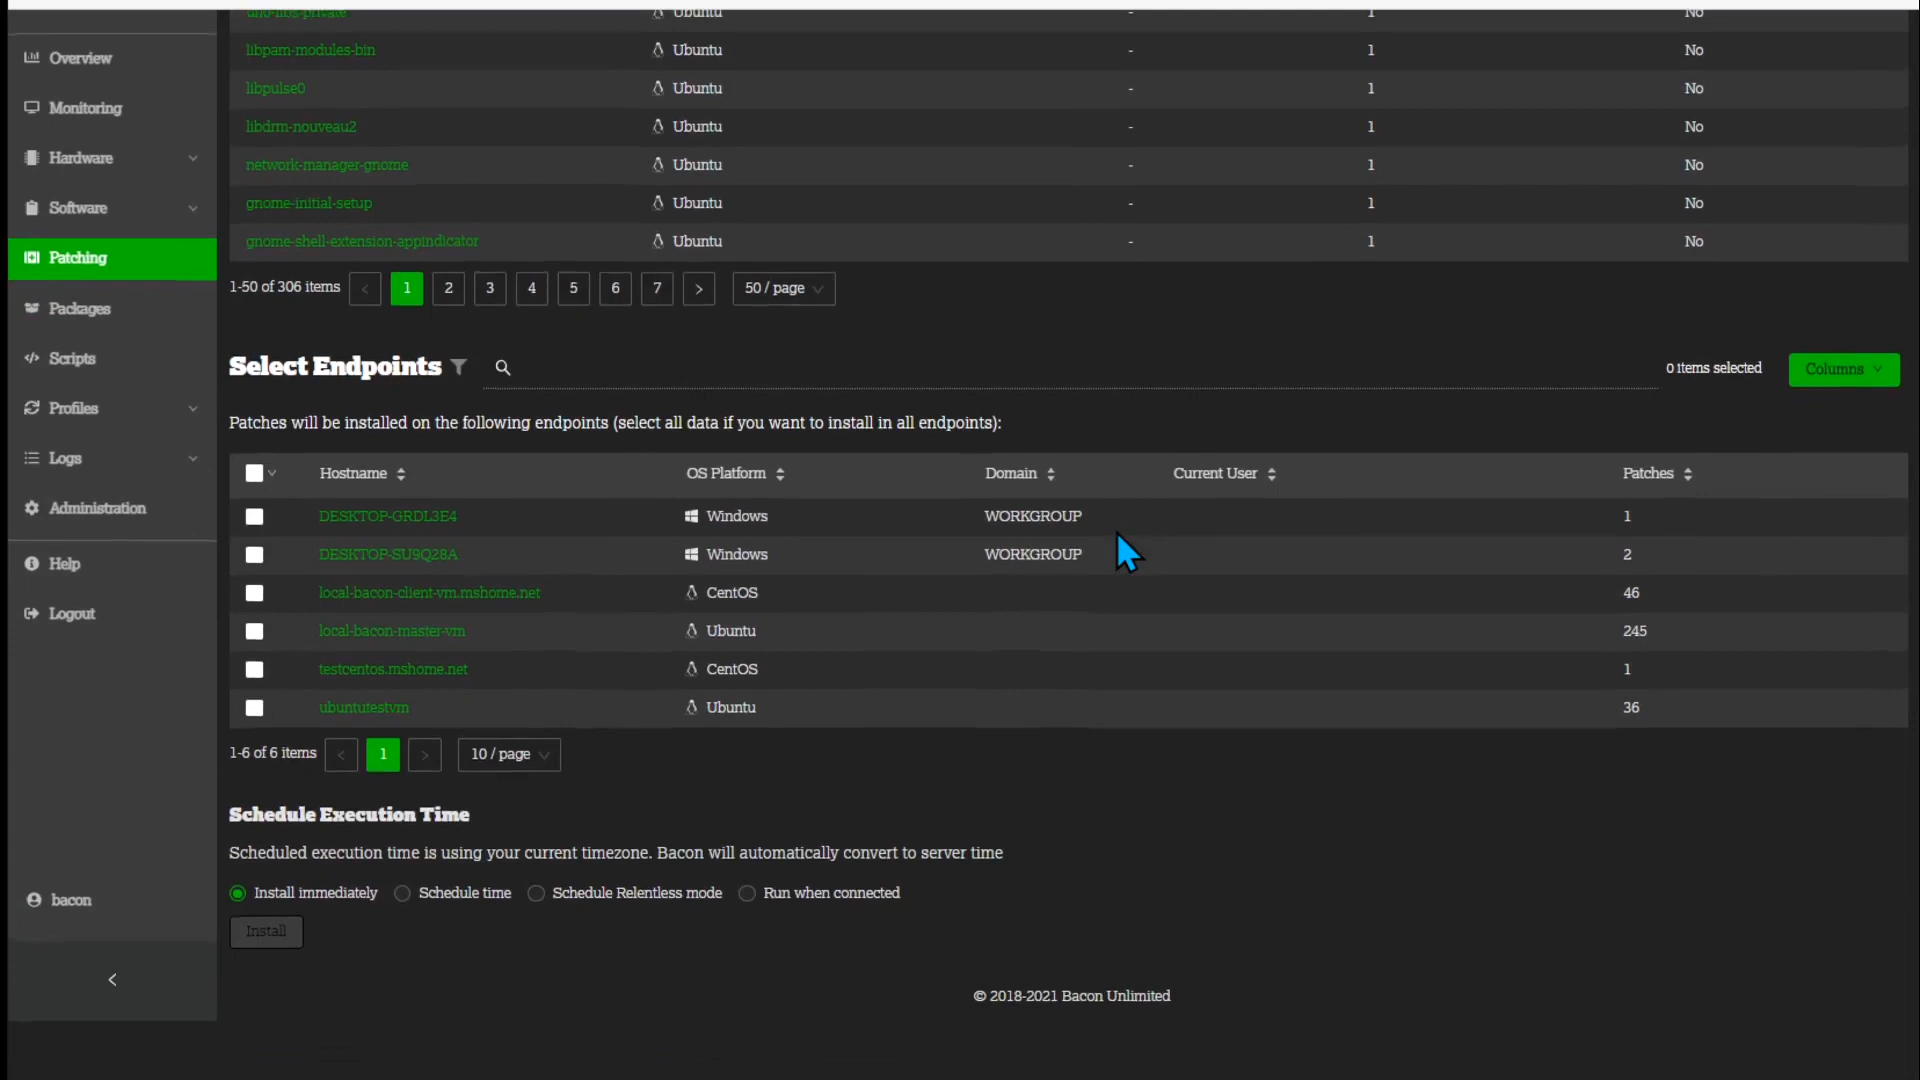 uno-libs-private Ubuntu - 1 No
Overview
libpam-modules-bin Ubuntu - 1 No
libpulse0 Ubuntu - 1 No
Monitoring
libdrm-nouveau2 Ubuntu - 1 No
Hardware
network-manager-gnome Ubuntu - 1 No
Software
gnome-initial-setup Ubuntu - 1 No
gnome-shell-extension-appindicator Ubuntu - 1 No
Patching
1-50 of 306 items < 1 2 3 4 5 6 7 > 50 / page
Packages
Scripts
Select Endpoints 0 items selected Columns
Profiles
Patches will be installed on the following endpoints (select all data if you want to install in all endpoints):
Logs
Hostname OS Platform Domain Current User Patches
Administration
DESKTOP-GRDL3E4 Windows WORKGROUP 1
DESKTOP-SU9Q28A Windows WORKGROUP 2
Help
local-bacon-client-vm.mshome.net CentOS 46
Logout
local-bacon-master-vm Ubuntu 245
testcentos.mshome.net CentOS 1
ubuntutestvm Ubuntu 36
1-6 of 6 items < 1 > 10 / page
Schedule Execution Time
Scheduled execution time is using your current timezone. Bacon will automatically convert to server time
Install immediately Schedule time Schedule Relentless mode Run when connected
bacon
Install
<
© 2018-2021 Bacon Unlimited